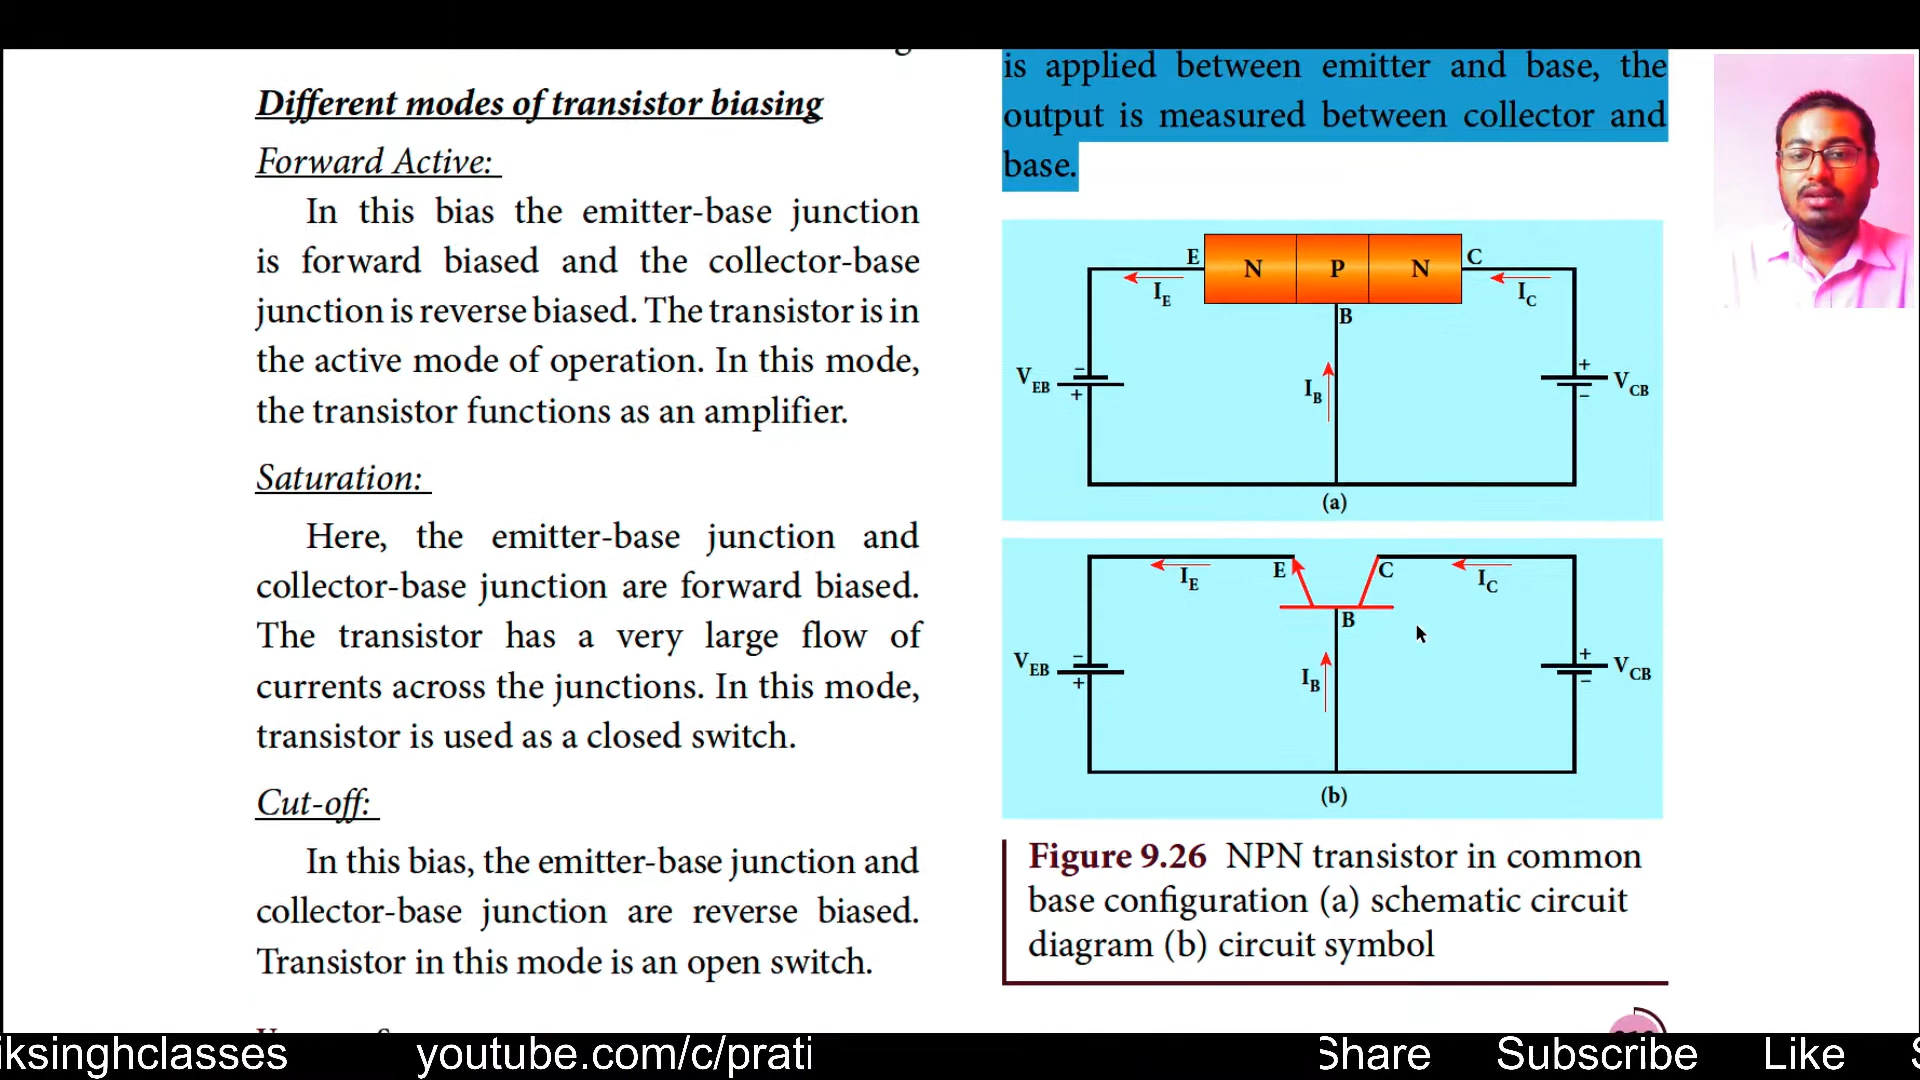 Different modes of transistor biasing
Forward Active:
In this bias the emitter-base junction
is forward biased and the collector-base
junction is reverse biased. The transistor is in
the active mode of operation. In this mode,
the transistor functions as an amplifier.
Saturation:
Here, the emitter-base junction and
collector-base junction are forward biased.
The transistor has a very large flow of
currents across the junctions. In this mode,
transistor is used as a closed switch.
Cut-off:
In this bias, the emitter-base junction and
collector-base junction are reverse biased.
Transistor in this mode is an open switch.
is applied between emitter and base, the
output is measured between collector and
base.
E N P N C
IE IC
B
VEB - + IB + - VCB
(a)
IE E C IC
B
VEB - + IB + - VCB
(b)
Figure 9.26 NPN transistor in common
base configuration (a) schematic circuit
diagram (b) circuit symbol
iksinghclasses youtube.com/c/prati Share Subscribe Like